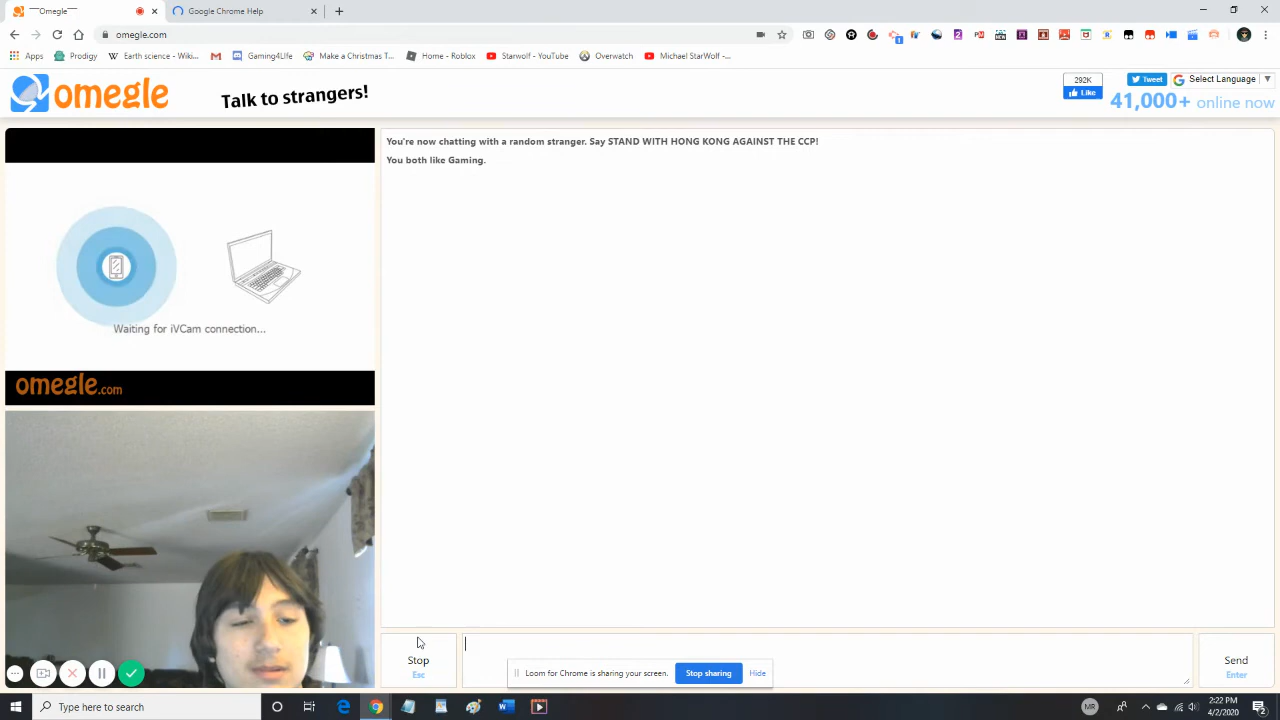 Omegle
Google Chrome Help
omegle.com
Apps
Prodigy
Earth science - Wiki...
Gaming4Life
Make a Christmas T...
Home - Roblox
Starwolf - YouTube
Overwatch
Michael StarWolf -...
omegle
Talk to strangers!
292K
Like
Tweet
Select Language
41,000+ online now
You're now chatting with a random stranger. Say STAND WITH HONG KONG AGAINST THE CCP!
You both like Gaming.
Waiting for iVCam connection...
omegle.com
Stop
Esc
Loom for Chrome is sharing your screen.
Stop sharing
Hide
Send
Enter
Type here to search
MR
2:22 PM
4/2/2020
2